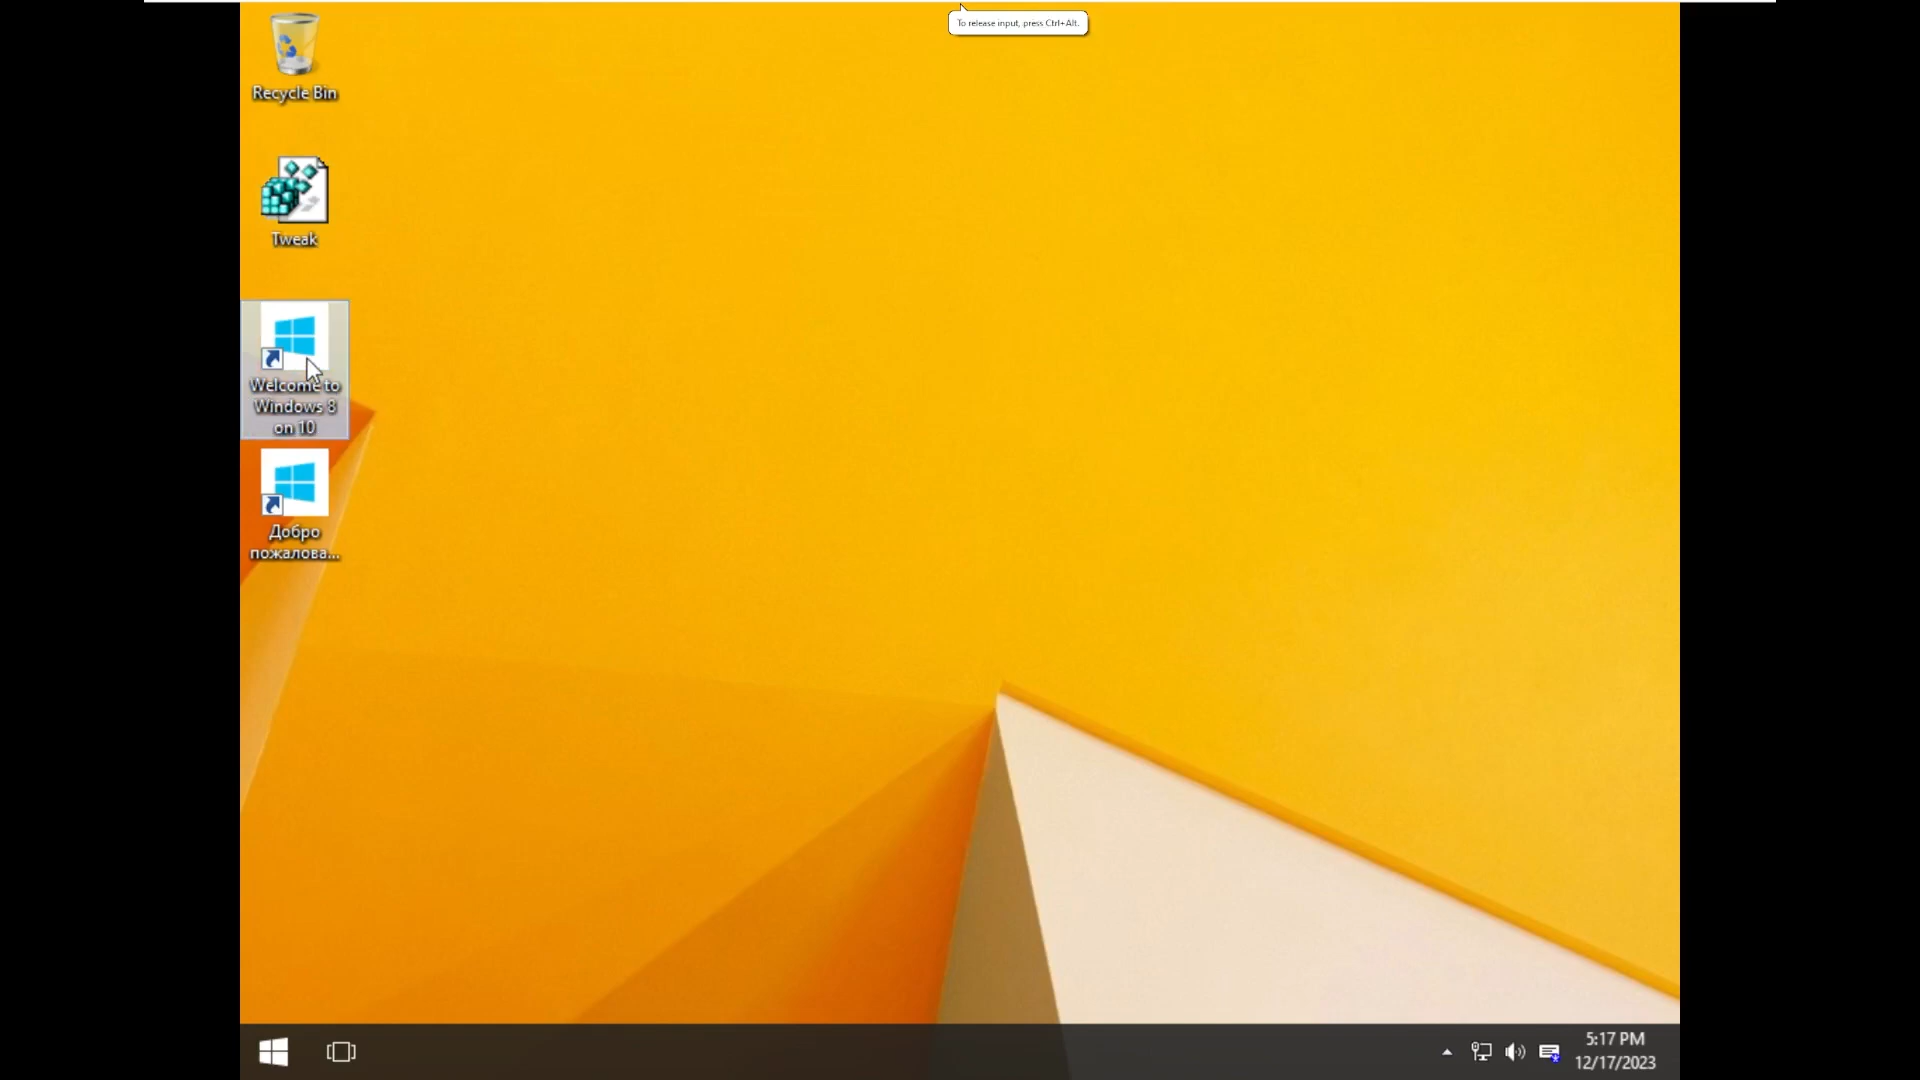 To release input, press Ctrl+Alt.
Recycle Bin
Tweak
Welcome to
Windows 8
on 10
Добро
пожалова...
5:17 PM
12/17/2023